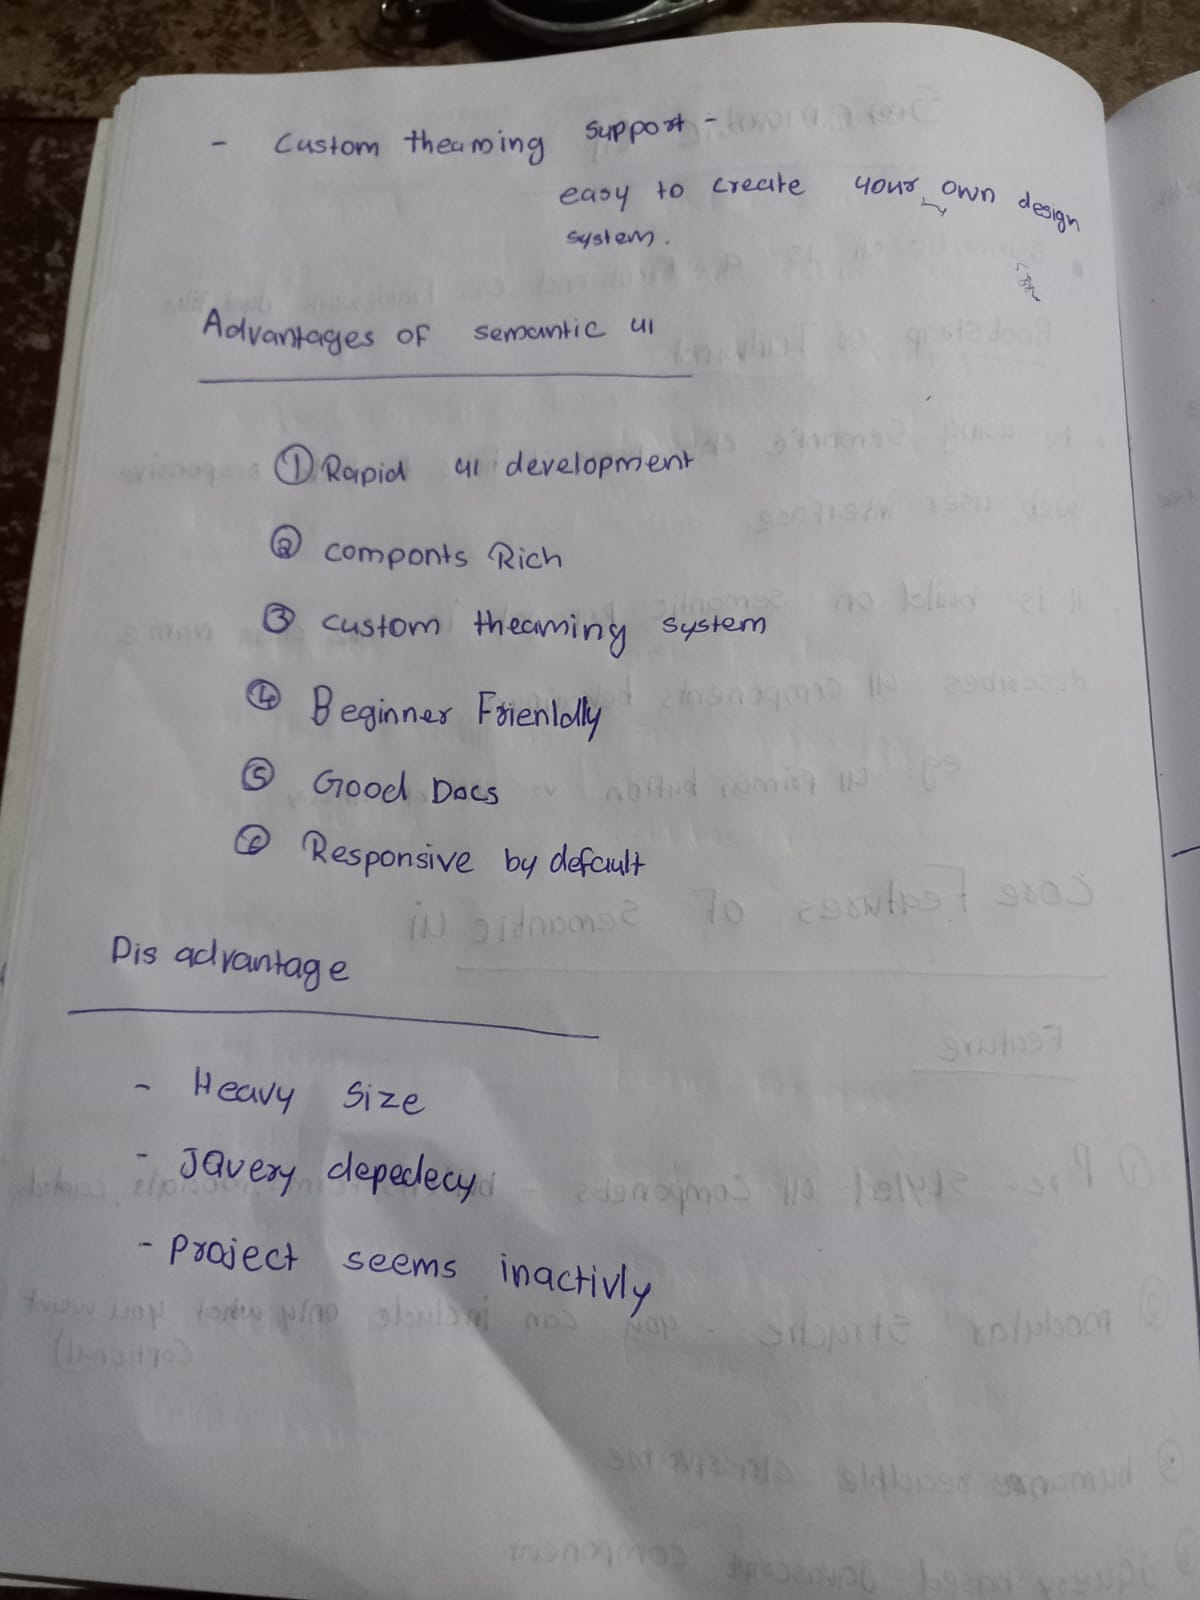 - Custom theaming support -
easy to create your own design
system.
Advantages of semantic ui
① Rapid ui development
② componts Rich
③ custom theaming system
④ Beginner Frienldly
⑤ Good Docs
⑥ Responsive by default
Dis advantage
- Heavy Size
- JQuery depedecy
- project seems inactivly